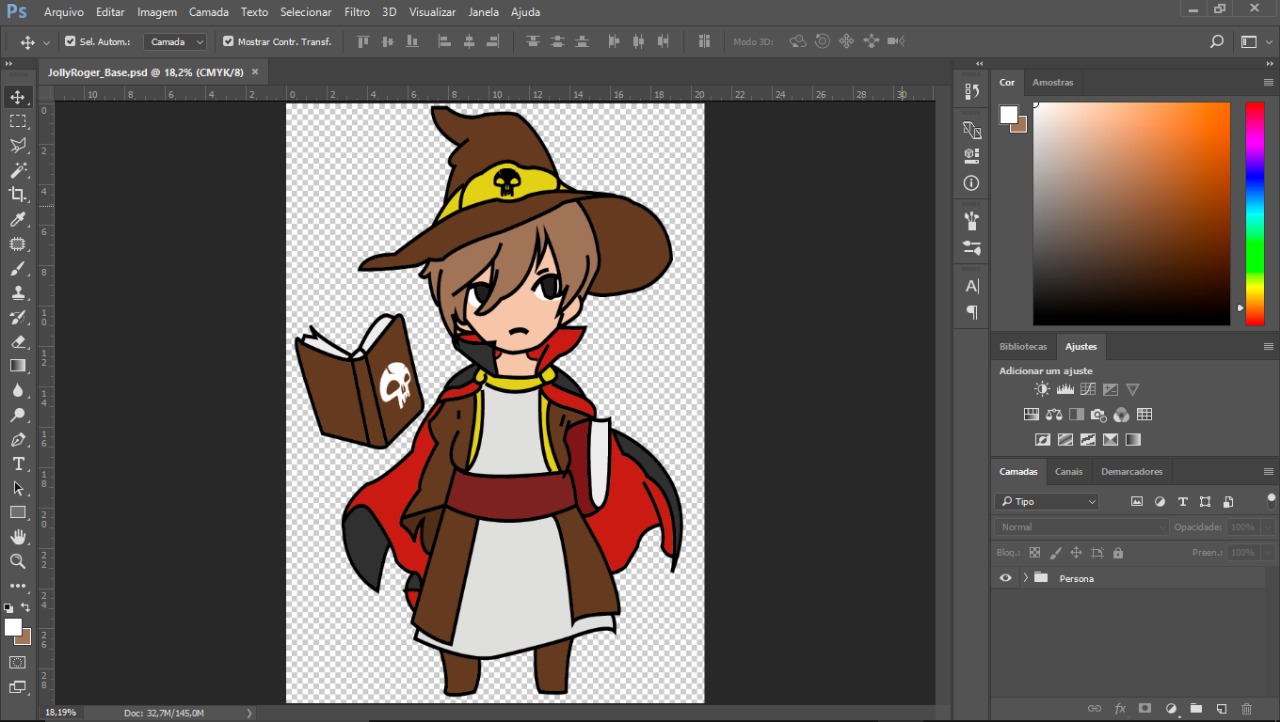 Ps Arquivo Editar Imagem Camada Texto Selecionar Filtro 3D Visualizar Janela Ajuda
Sel. Autom.: Camada Mostrar Contr. Transf. Modo 3D:
JollyRoger_Base.psd @ 18,2% (CMYK/8) ×
10 8 6 4 2 0 2 4 6 8 10 12 14 16 18 20 22 24 26 28 30
0
2
4
6
8
10
12
14
16
18
20
22
24
26
28
Cor Amostras
Bibliotecas Ajustes
Adicionar um ajuste
Camadas Canais Demarcadores
Tipo
Normal Opacidade: 100%
Bloq.: Preen.: 100%
Persona
fx
18,19% Doc: 32,7M/145,0M